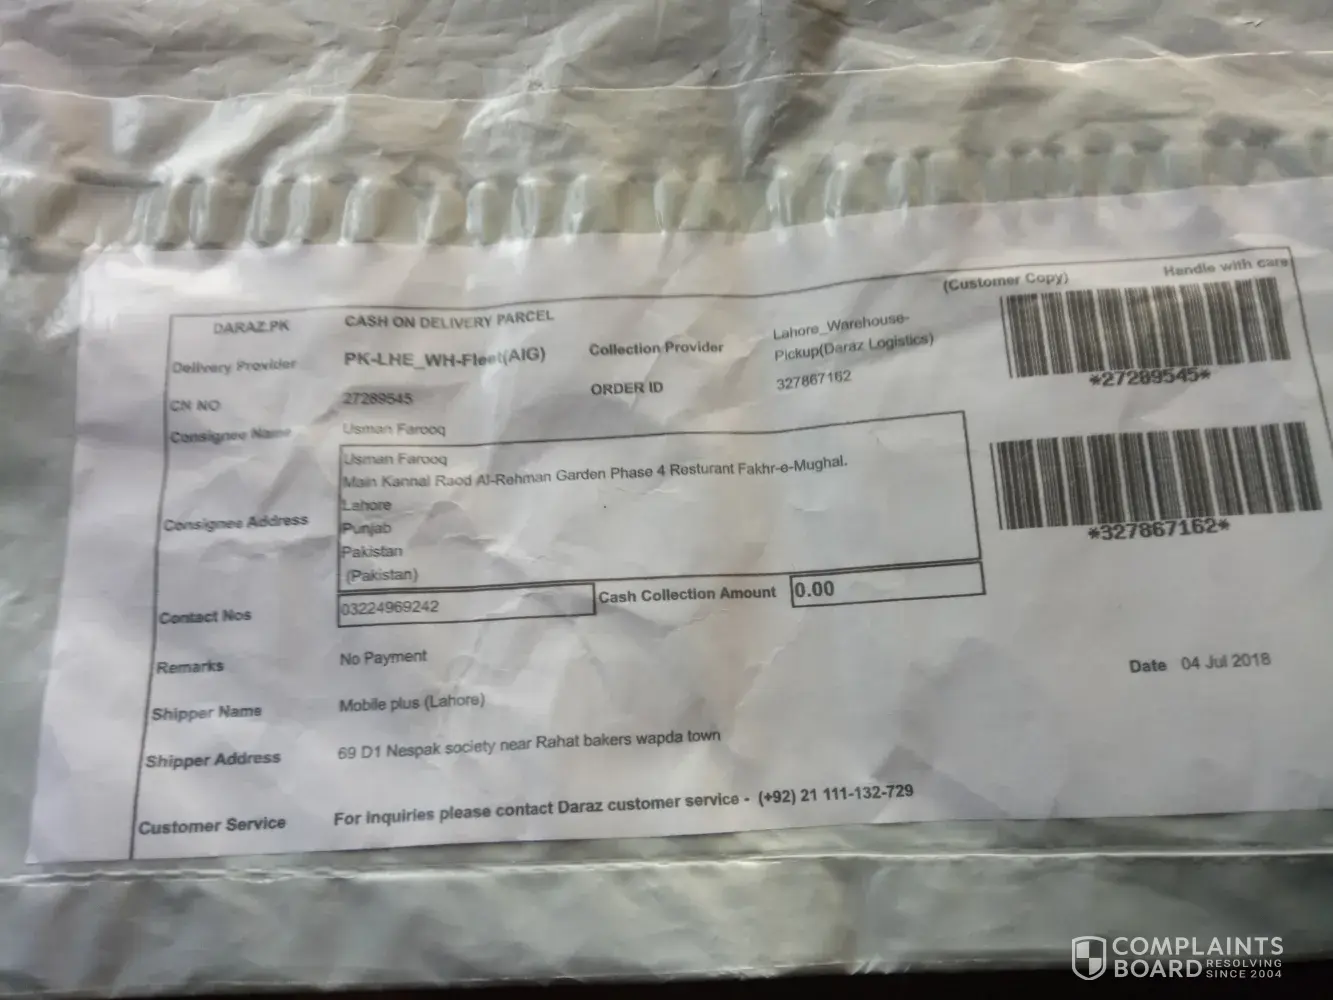 (Customer Copy) Handle with care
DARAZ.PK CASH ON DELIVERY PARCEL
Delivery Provider PK-LHE_WH-Fleet(AIG) Collection Provider Lahore_Warehouse-
Pickup(Daraz Logistics)
*27289545*
CN NO 27289545 ORDER ID 327867162
Consignee Name Usman Farooq
Consignee Address Usman Farooq
Main Kannal Raod Al-Rehman Garden Phase 4 Resturant Fakhr-e-Mughal.
Lahore
Punjab
Pakistan
(Pakistan)
*327867162*
Contact Nos 03224969242 Cash Collection Amount 0.00
Remarks No Payment Date 04 Jul 2018
Shipper Name Mobile plus (Lahore)
Shipper Address 69 D1 Nespak society near Rahat bakers wapda town
Customer Service For Inquiries please contact Daraz customer service - (+92) 21 111-132-729
COMPLAINTS
BOARD RESOLVING
SINCE 2004